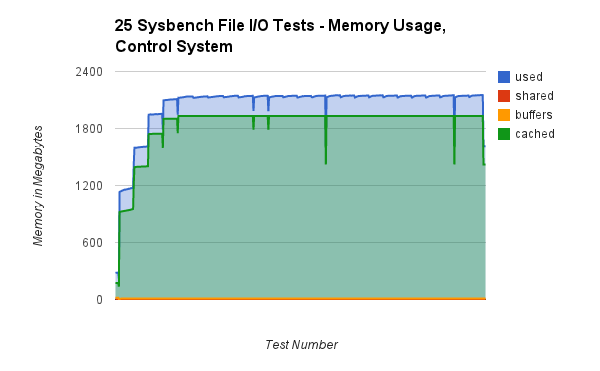 25 Sysbench File I/O Tests - Memory Usage,
Control System
2400
1800
1200
600
0
Memory in Megabytes
Test Number
used
shared
buffers
cached